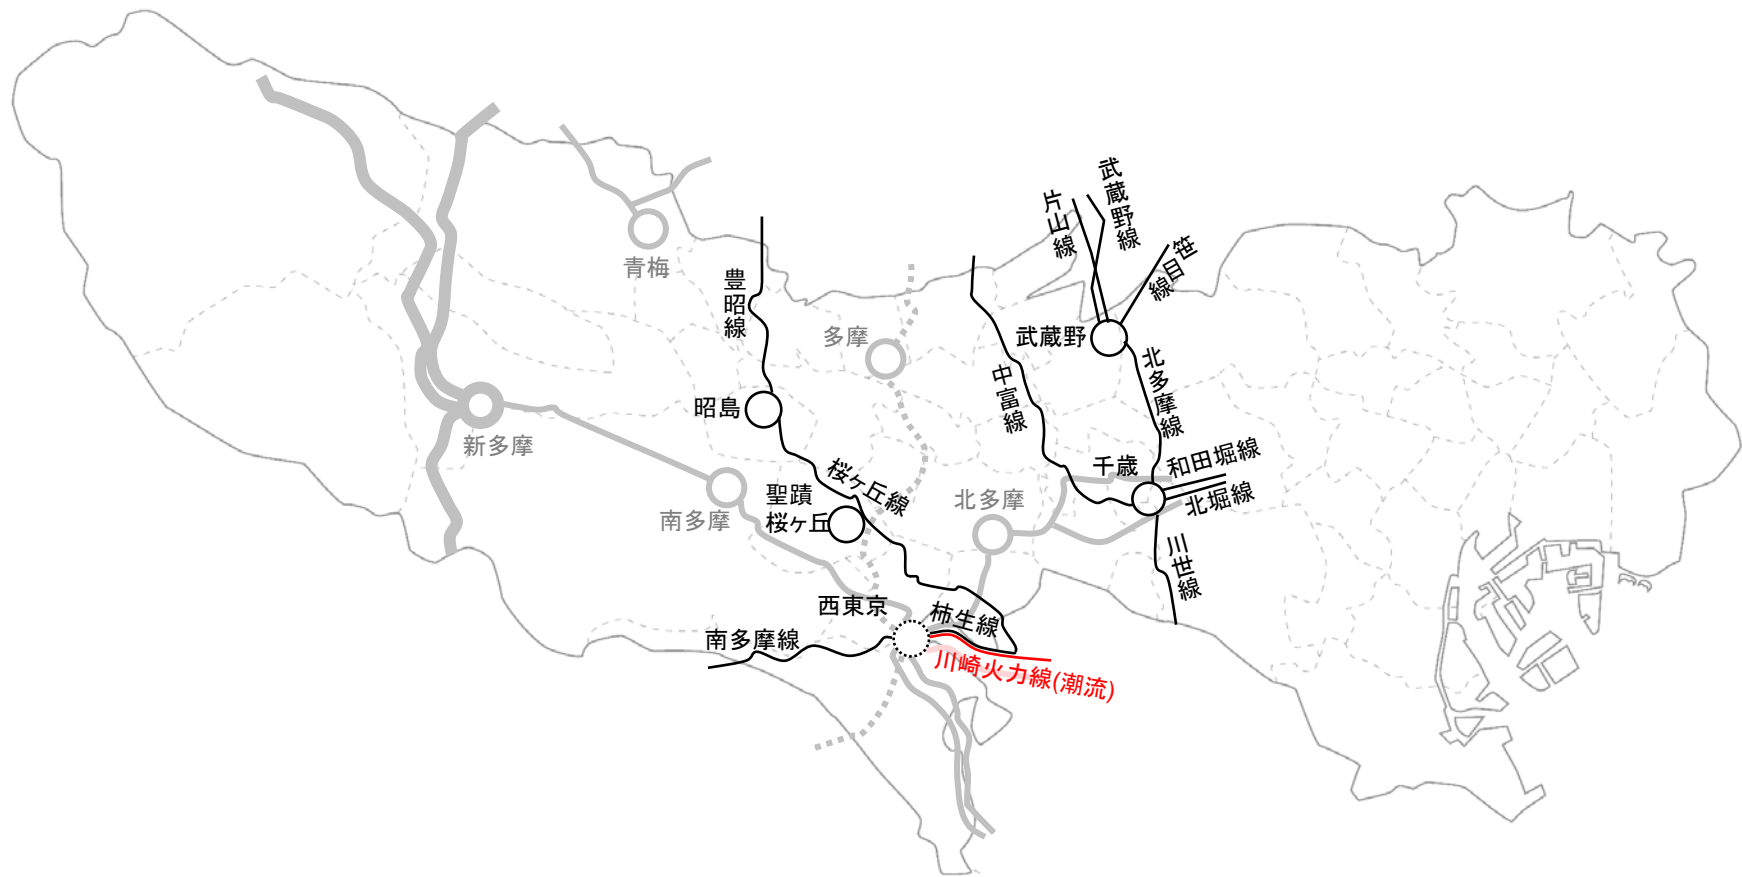 武蔵野線
片山線
笹目線
青梅
豊昭線
多摩
武蔵野
中富線
北多摩線
昭島
新多摩
千歳
和田堀線
桜ヶ丘線
聖蹟
桜ヶ丘
北多摩
北堀線
南多摩
川世線
西東京
柿生線
南多摩線
川崎火力線(潮流)